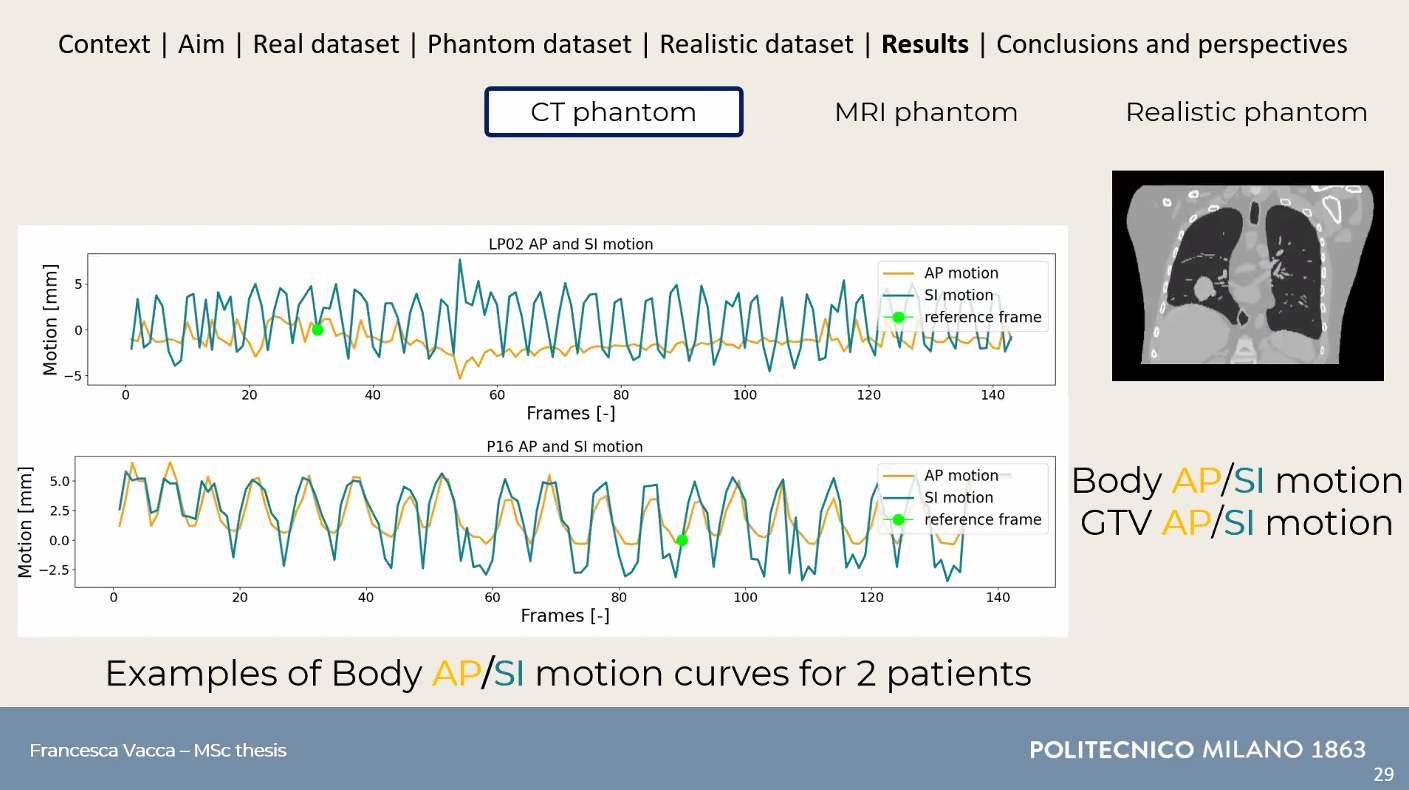 Context | Aim | Real dataset | Phantom dataset | Realistic dataset | Results | Conclusions and perspectives
CT phantom
MRI phantom
Realistic phantom
LP02 AP and SI motion
Motion [mm]
5
0
−5
AP motion
SI motion
reference frame
0 20 40 60 80 100 120 140
Frames [-]
P16 AP and SI motion
Motion [mm]
5.0
2.5
0.0
−2.5
AP motion
SI motion
reference frame
0 20 40 60 80 100 120 140
Frames [-]
Body AP/SI motion
GTV AP/SI motion
Examples of Body AP/SI motion curves for 2 patients
Francesca Vacca – MSc thesis
POLITECNICO MILANO 1863
29